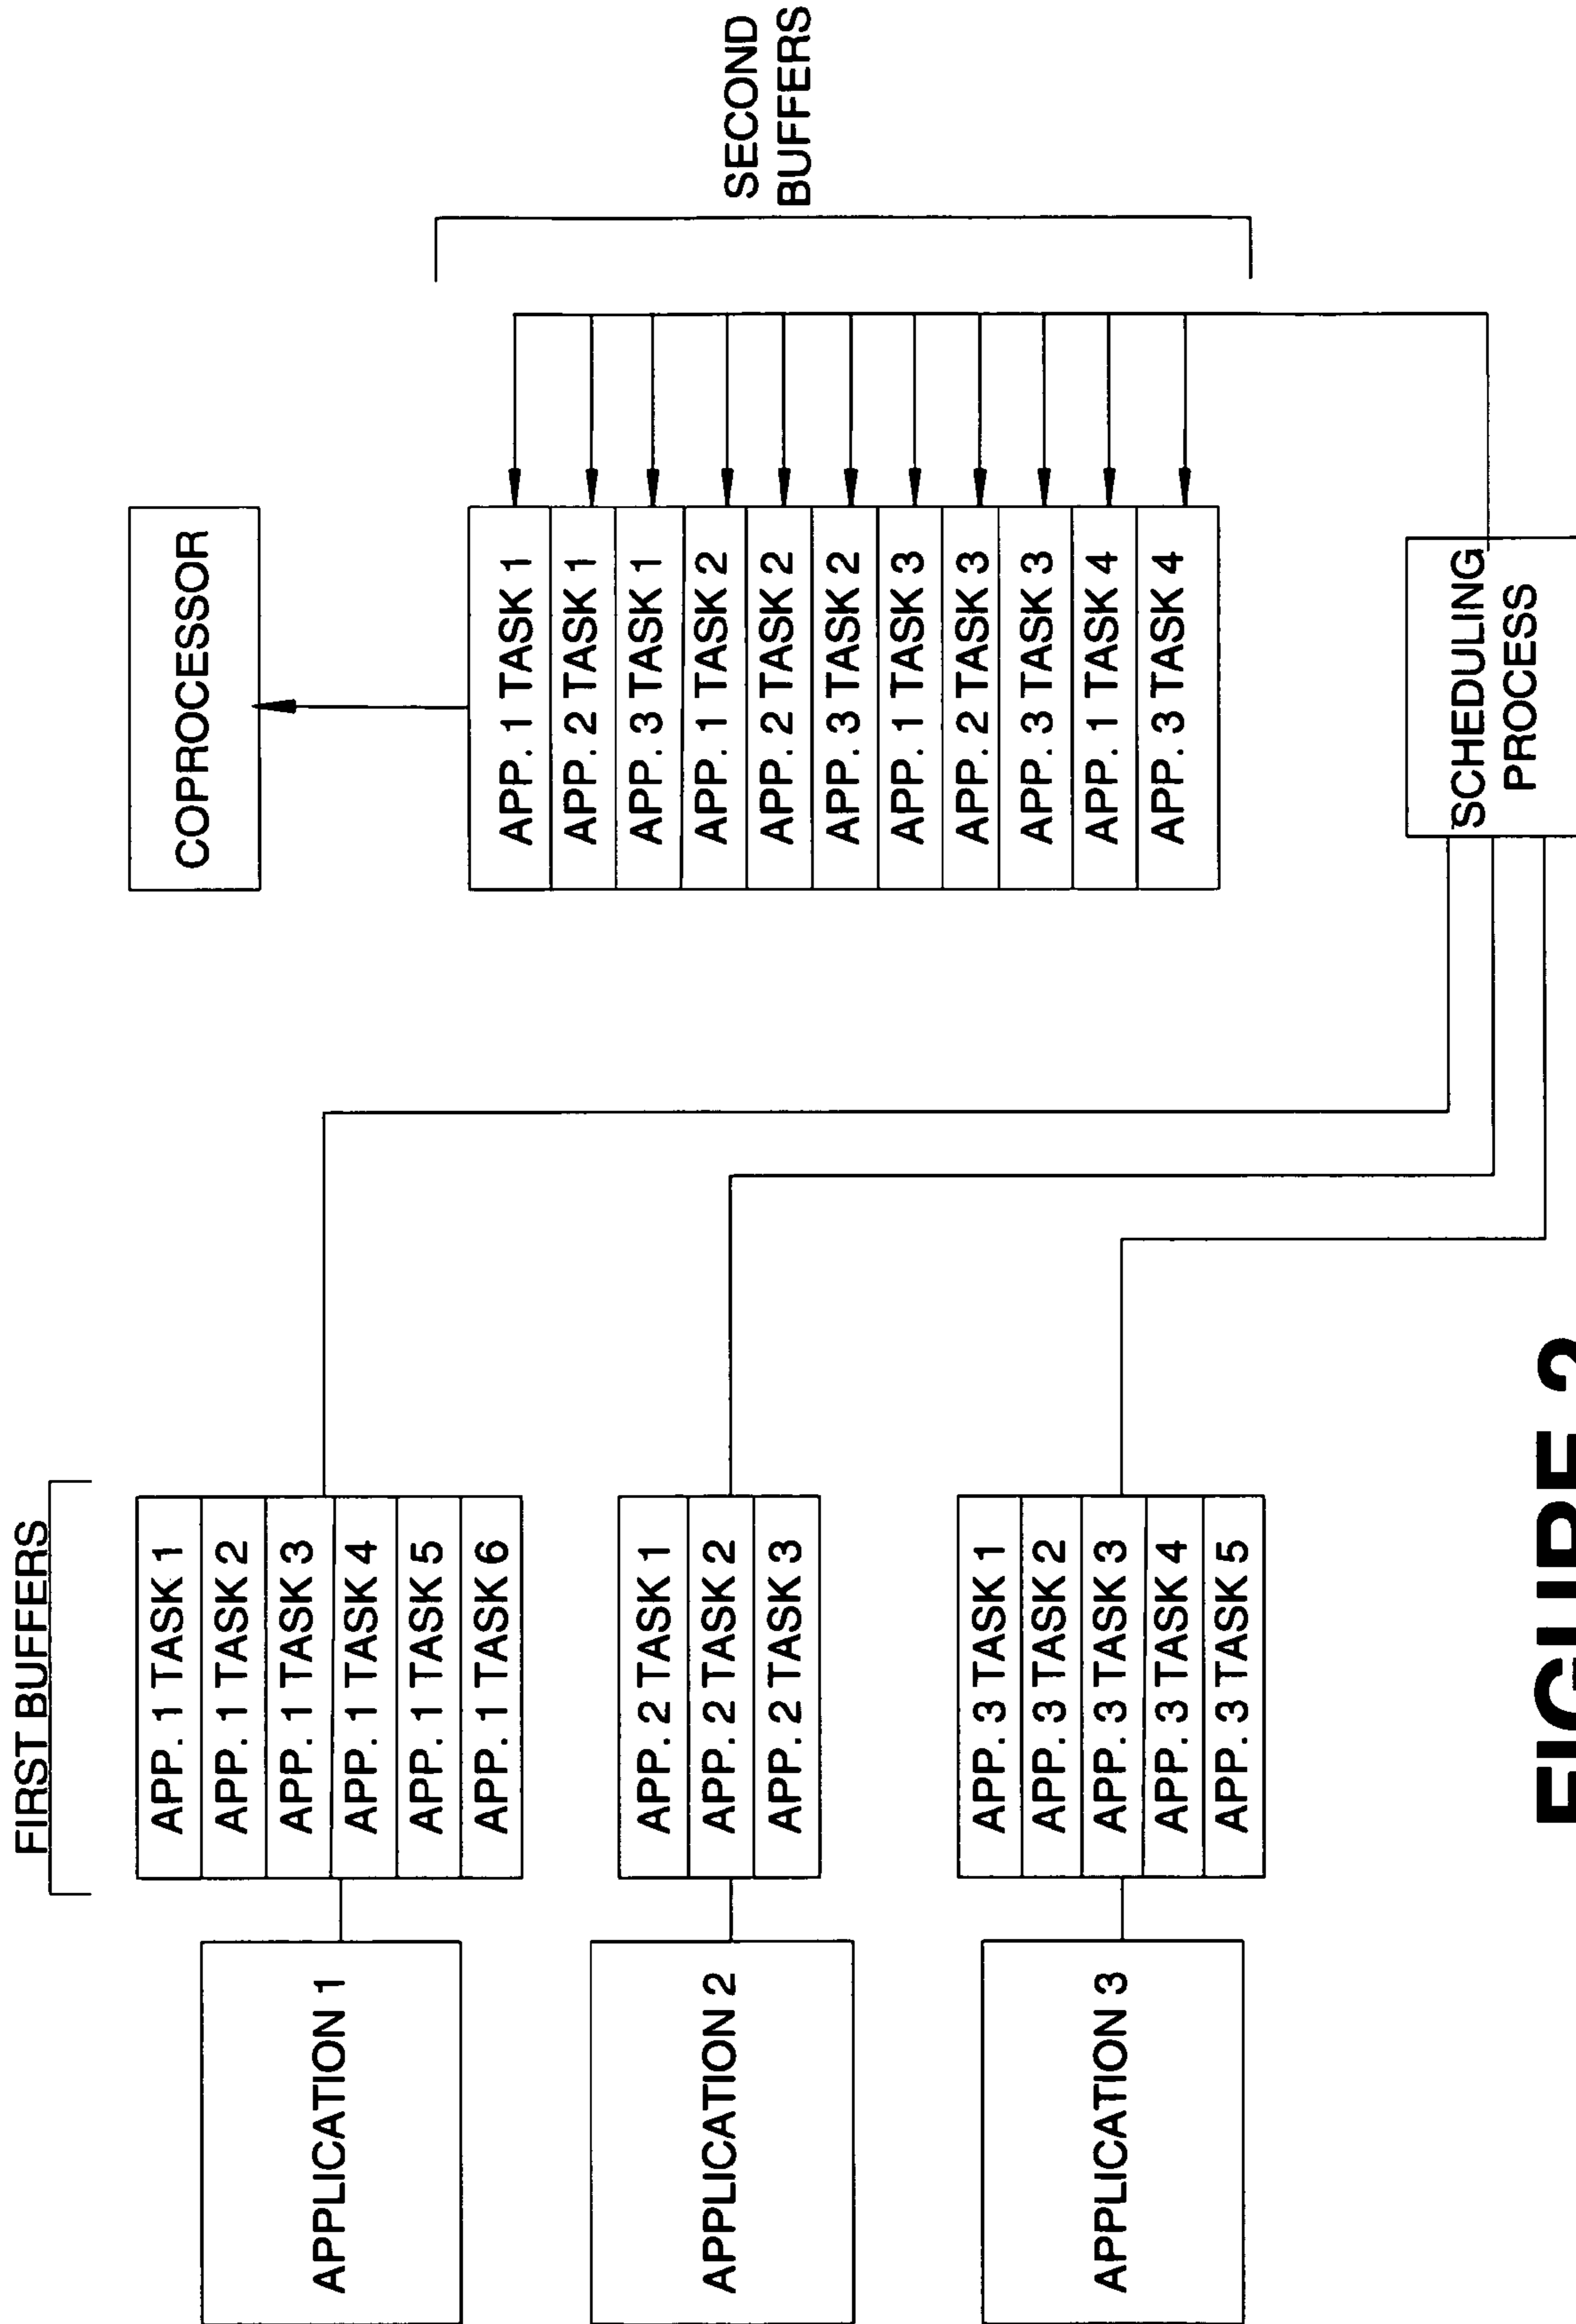 FIRST BUFFERS
APPLICATION 1
APP. 1 TASK 1
APP. 1 TASK 2
APP. 1 TASK 3
APP. 1 TASK 4
APP. 1 TASK 5
APP. 1 TASK 6
APPLICATION 2
APP. 2 TASK 1
APP. 2 TASK 2
APP. 2 TASK 3
APPLICATION 3
APP. 3 TASK 1
APP. 3 TASK 2
APP. 3 TASK 3
APP. 3 TASK 4
APP. 3 TASK 5
COPROCESSOR
APP. 1 TASK 1
APP. 2 TASK 1
APP. 3 TASK 1
APP. 1 TASK 2
APP. 2 TASK 2
APP. 3 TASK 2
APP. 1 TASK 3
APP. 2 TASK 3
APP. 3 TASK 3
APP. 1 TASK 4
APP. 3 TASK 4
SECOND
BUFFERS
SCHEDULING
PROCESS
FIGURE 2